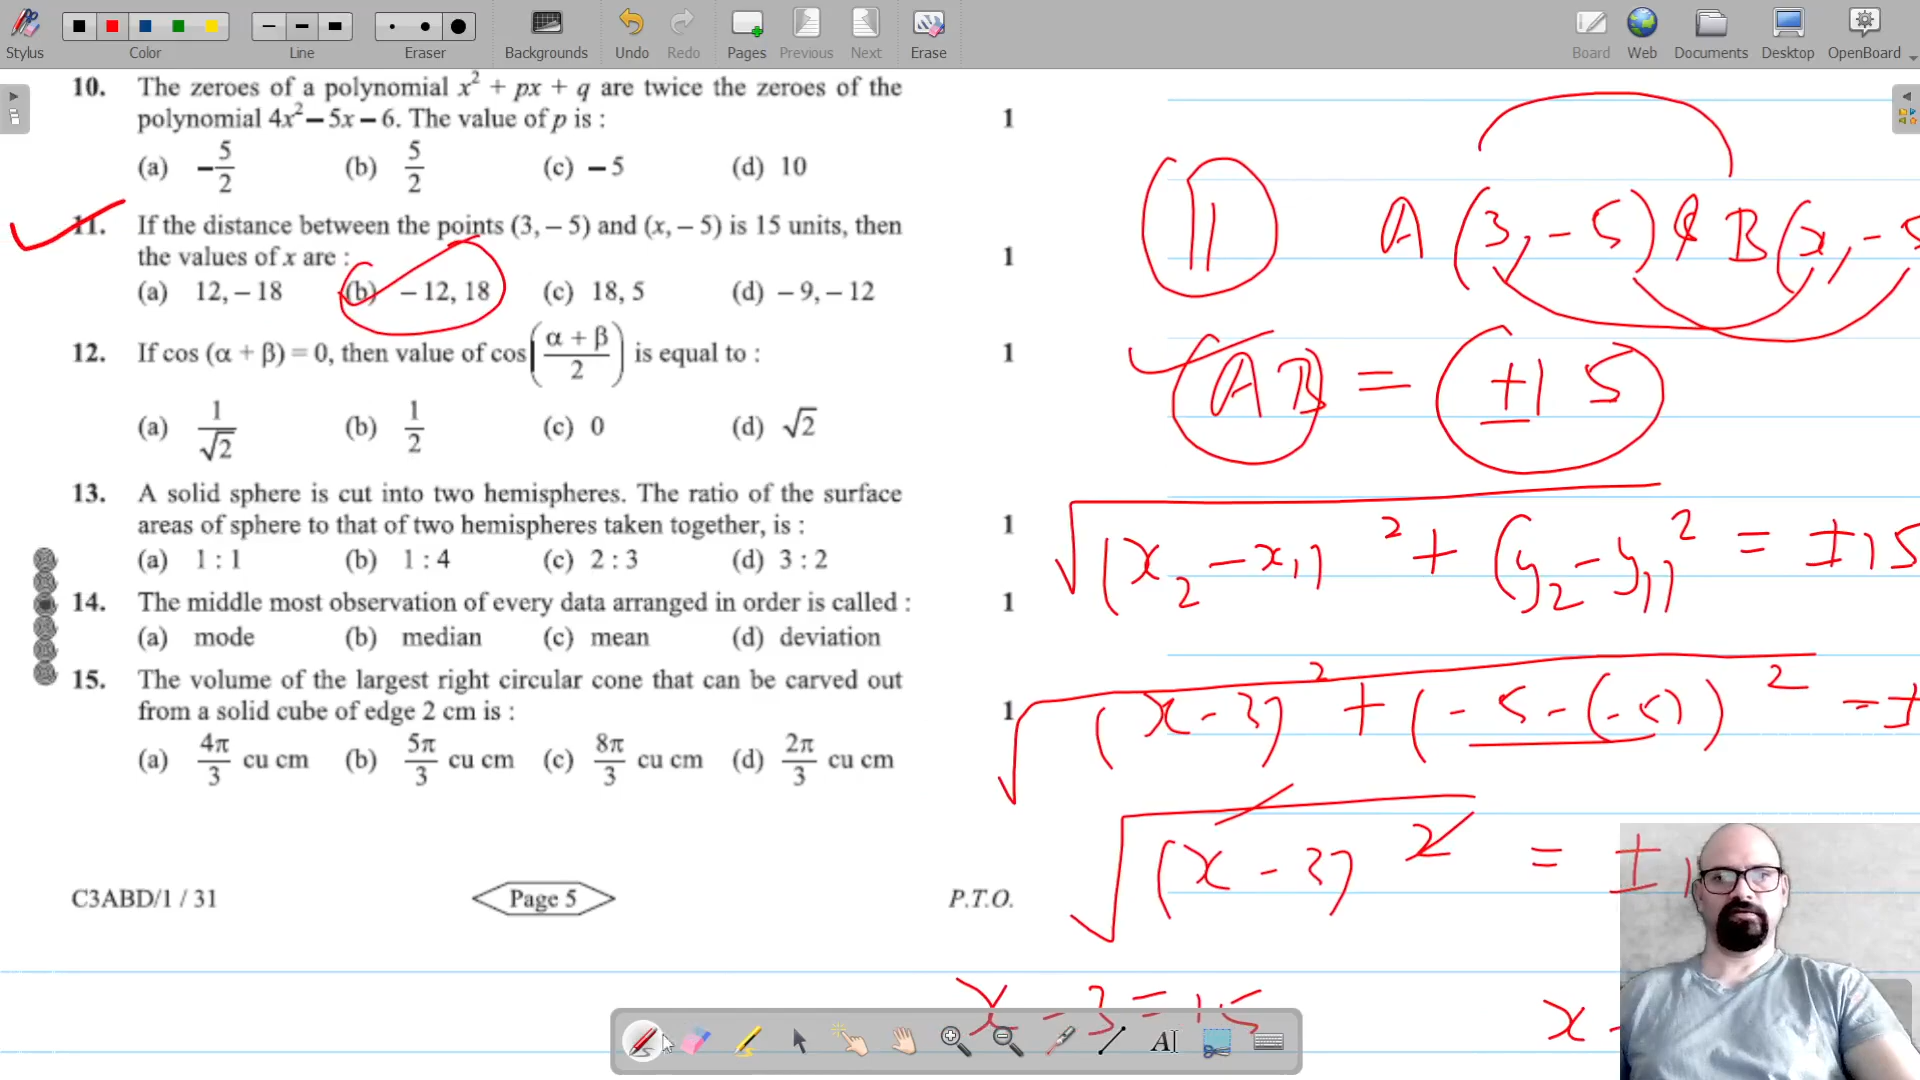 Stylus Color Line Eraser Backgrounds Undo Redo Pages Previous Next Erase Board Web Documents Desktop OpenBoard
10. The zeroes of a polynomial x² + px + q are twice the zeroes of the
polynomial 4x² – 5x – 6. The value of p is : 1
(a) –5/2 (b) 5/2 (c) – 5 (d) 10
11. If the distance between the points (3, – 5) and (x, – 5) is 15 units, then
the values of x are : 1
(a) 12, – 18 (b) – 12, 18 (c) 18, 5 (d) – 9, – 12
12. If cos (α + β) = 0, then value of cos((α + β)/2) is equal to : 1
(a) 1/√2 (b) 1/2 (c) 0 (d) √2
13. A solid sphere is cut into two hemispheres. The ratio of the surface
areas of sphere to that of two hemispheres taken together, is : 1
(a) 1 : 1 (b) 1 : 4 (c) 2 : 3 (d) 3 : 2
14. The middle most observation of every data arranged in order is called : 1
(a) mode (b) median (c) mean (d) deviation
15. The volume of the largest right circular cone that can be carved out
from a solid cube of edge 2 cm is : 1
(a) 4π/3 cu cm (b) 5π/3 cu cm (c) 8π/3 cu cm (d) 2π/3 cu cm
C3ABD/1 / 31 Page 5 P.T.O.
11 A (3, -5) & B (x, -5
AB = ±15
√(x₂ - x₁)² + (y₂ - y₁)² = ±15
√(x - 3)² + (-5 - (-5))² = ±
√(x - 3)² = ±1
x - 3 = 15 x -